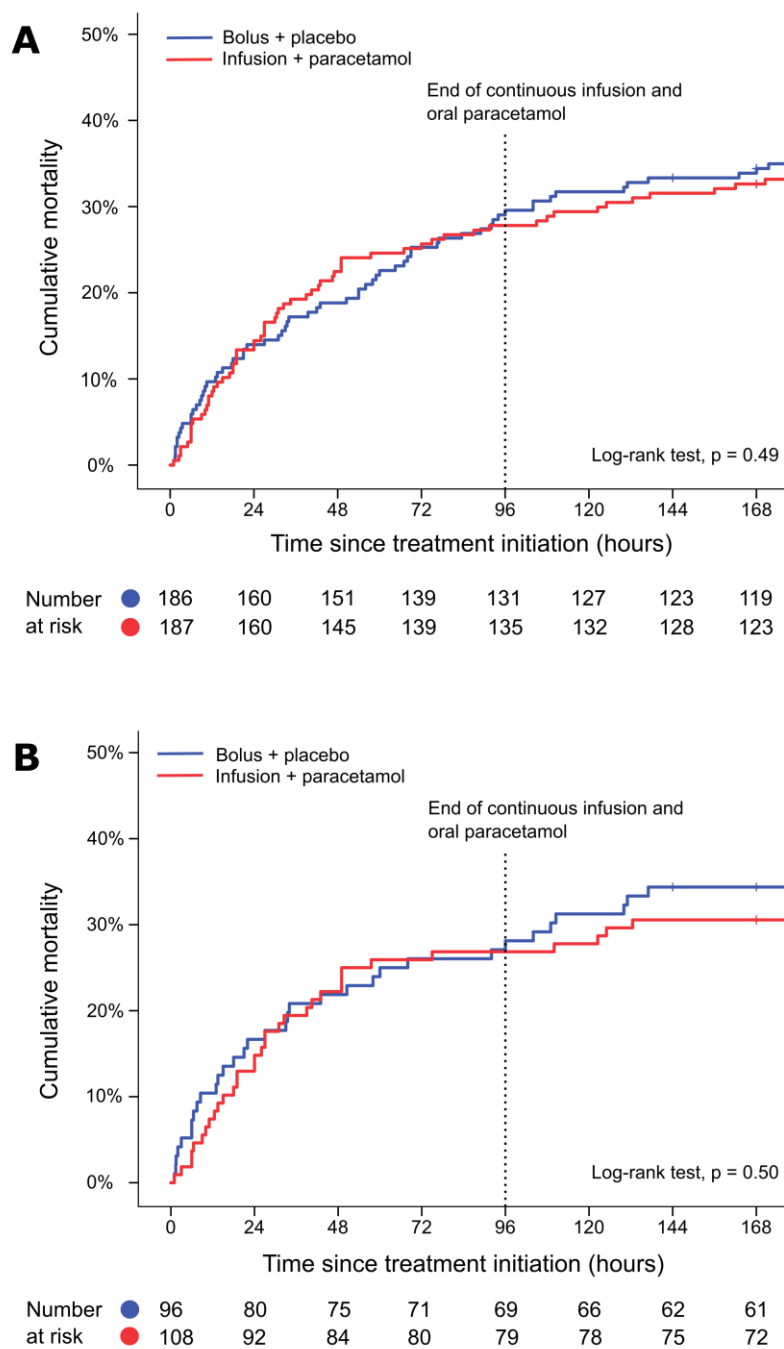 A
50%
40%
30%
20%
10%
0%
Cumulative mortality
Bolus + placebo
Infusion + paracetamol
End of continuous infusion and
oral paracetamol
Log-rank test, p = 0.49
0 24 48 72 96 120 144 168
Time since treatment initiation (hours)
Number 186 160 151 139 131 127 123 119
at risk 187 160 145 139 135 132 128 123
B
50%
40%
30%
20%
10%
0%
Cumulative mortality
Bolus + placebo
Infusion + paracetamol
End of continuous infusion and
oral paracetamol
Log-rank test, p = 0.50
0 24 48 72 96 120 144 168
Time since treatment initiation (hours)
Number 96 80 75 71 69 66 62 61
at risk 108 92 84 80 79 78 75 72